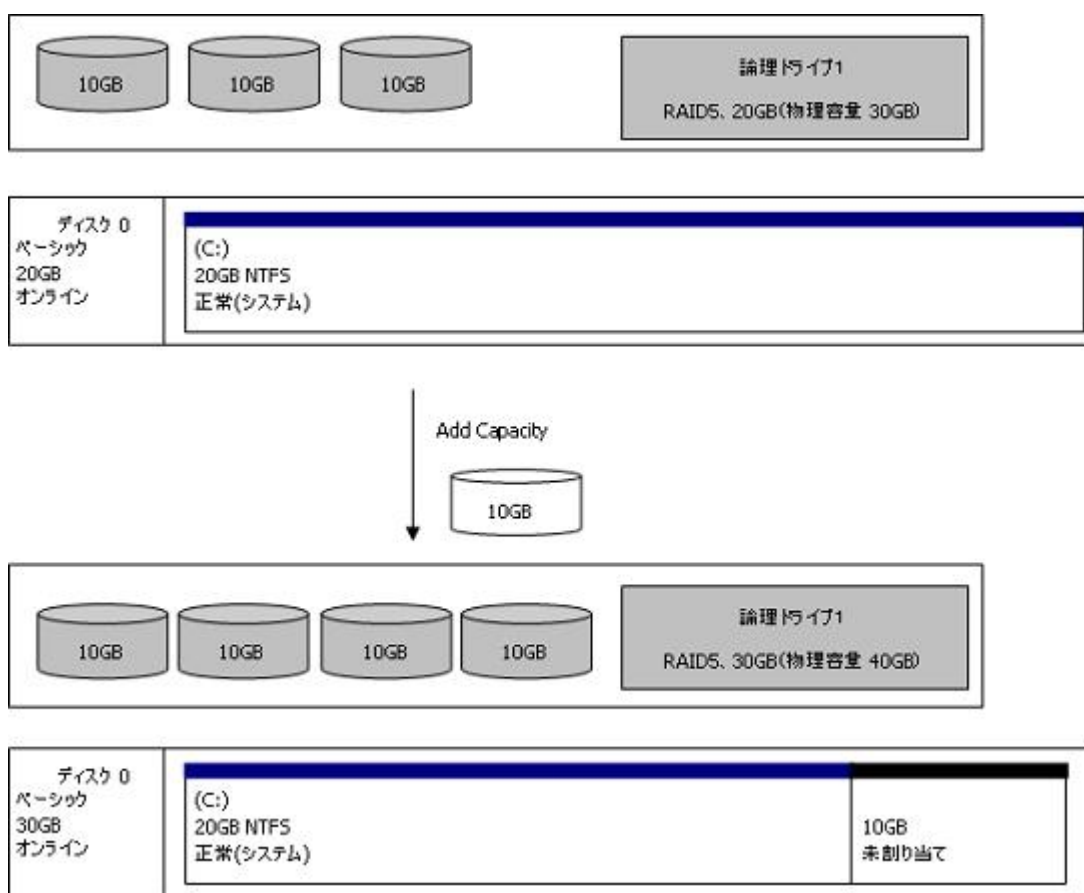 10GB
10GB
10GB
論理ドライブ1
RAID5、20GB(物理容量 30GB)
ディスク 0
ベーシック
20GB
オンライン
(C:)
20GB NTFS
正常(システム)
Add Capacity
10GB
10GB
10GB
10GB
10GB
論理ドライブ1
RAID5、30GB(物理容量 40GB)
ディスク 0
ベーシック
30GB
オンライン
(C:)
20GB NTFS
正常(システム)
10GB
未割り当て